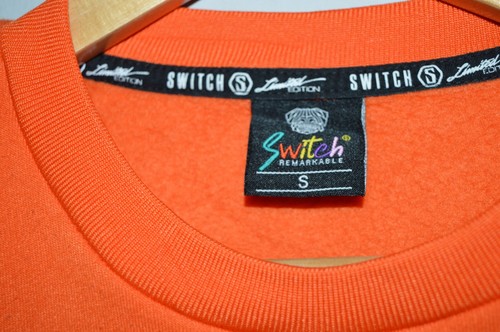 Limited EDITION SWITCH S Limited EDITION SWITCH S Limited EDITION
Switch®
REMARKABLE
S